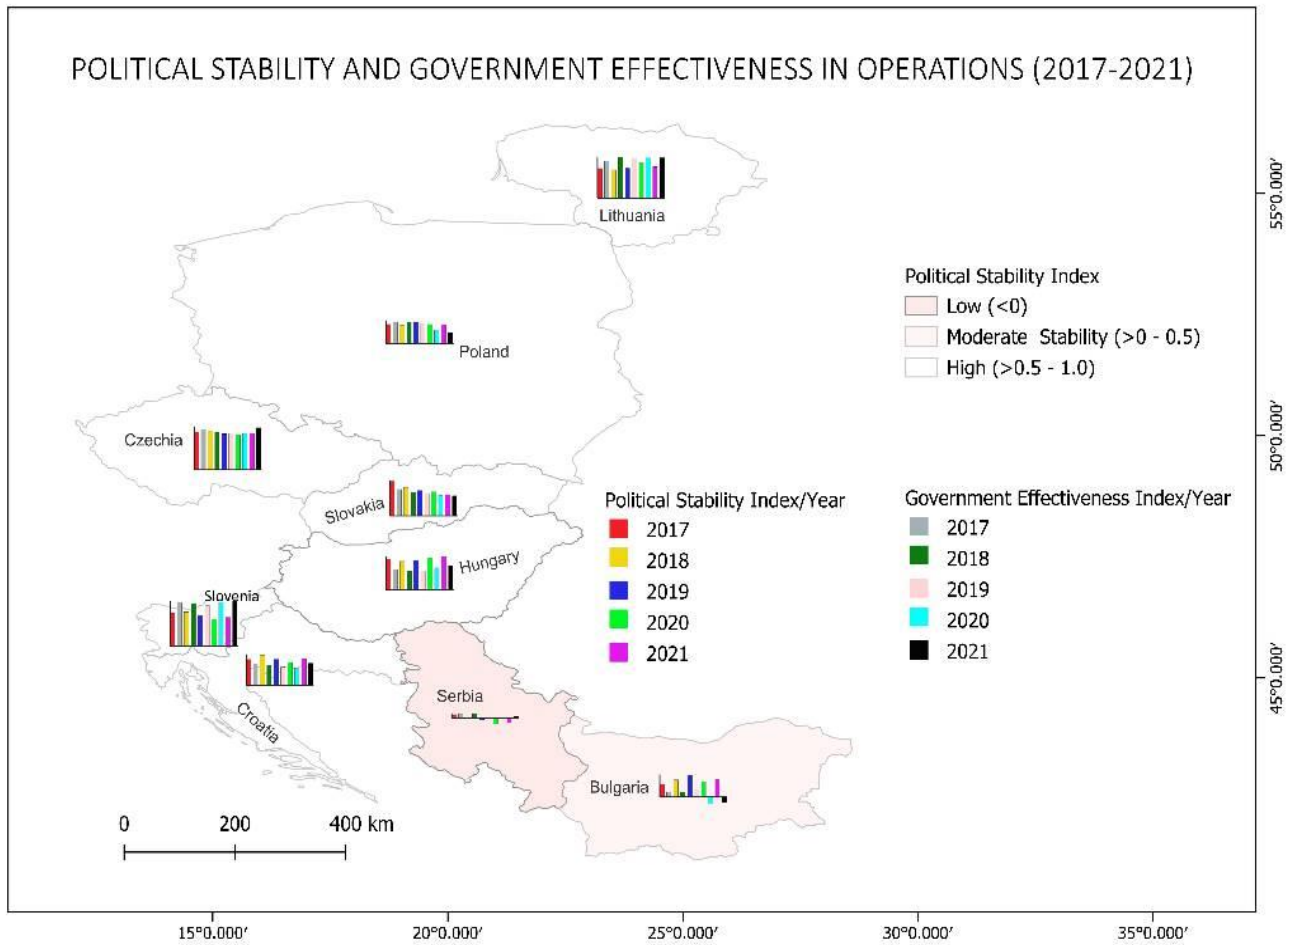 POLITICAL STABILITY AND GOVERNMENT EFFECTIVENESS IN OPERATIONS (2017-2021)
Lithuania
55°0.000′
Political Stability Index
Low (<0)
Moderate Stability (>0 - 0.5)
High (>0.5 - 1.0)
Poland
Czechia
50°0.000′
Slovakia
Hungary
Slovenia
Croatia
Serbia
Bulgaria
Political Stability Index/Year
2017
2018
2019
2020
2021
Government Effectiveness Index/Year
2017
2018
2019
2020
2021
45°0.000′
0 200 400 km
15°0.000′ 20°0.000′ 25°0.000′ 30°0.000′ 35°0.000′